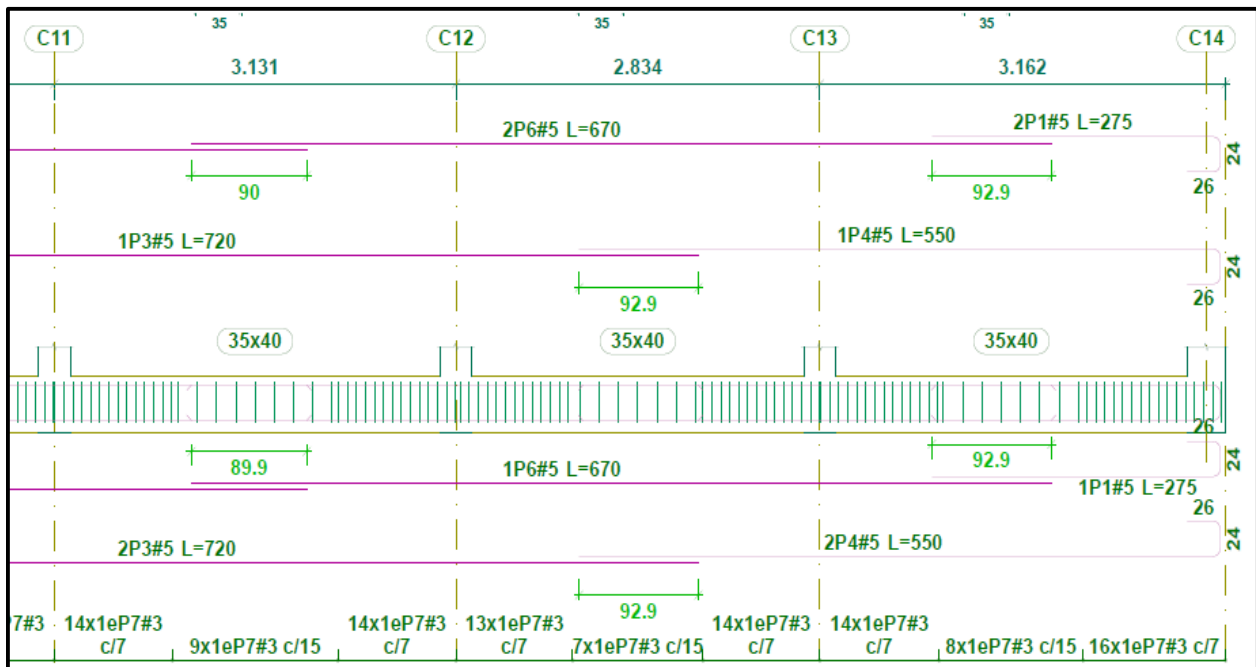 35 35 35
C11 C12 C13 C14
3.131 2.834 3.162
2P6#5 L=670 2P1#5 L=275
24
90 92.9 26
1P3#5 L=720 1P4#5 L=550
24
92.9 26
35x40 35x40 35x40
26
89.9 92.9 24
1P6#5 L=670 1P1#5 L=275
26
24
2P3#5 L=720 2P4#5 L=550
92.9
P7#3 14x1eP7#3 14x1eP7#3 13x1eP7#3 14x1eP7#3 14x1eP7#3
c/7 9x1eP7#3 c/15 c/7 c/7 7x1eP7#3 c/15 c/7 c/7 8x1eP7#3 c/15 16x1eP7#3 c/7